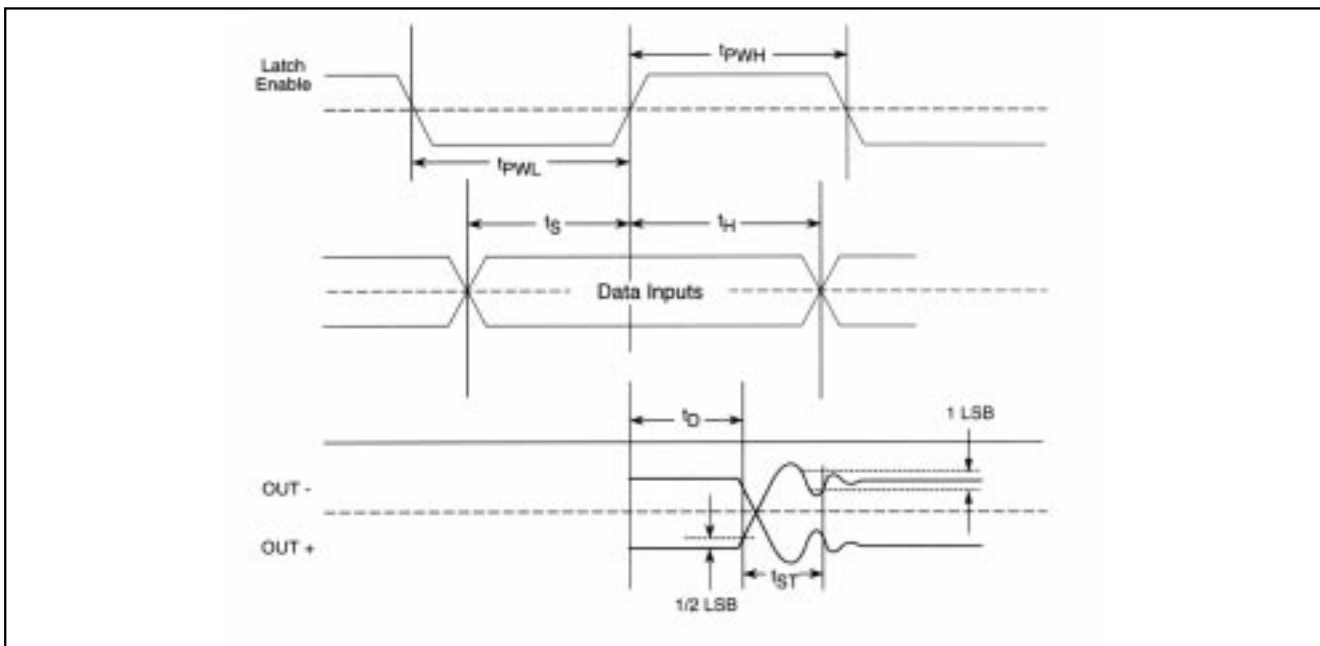 Latch
Enable
tPWH
tPWL
tS
tH
Data Inputs
tD
1 LSB
OUT -
OUT +
tST
1/2 LSB